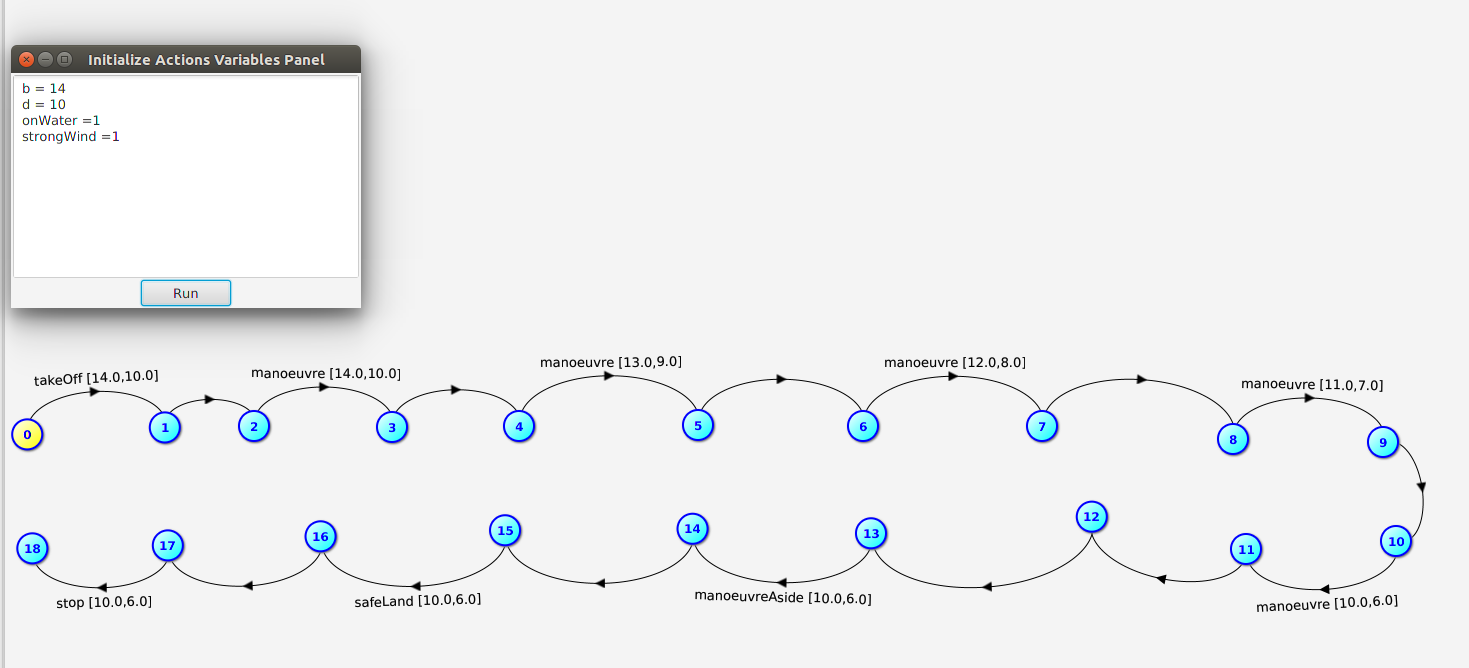 Initialize Actions Variables Panel
b = 14
d = 10
onWater =1
strongWind =1
Run
takeOff [14.0,10.0]
manoeuvre [14.0,10.0]
manoeuvre [13.0,9.0]
manoeuvre [12.0,8.0]
manoeuvre [11.0,7.0]
0
1
2
3
4
5
6
7
8
9
18
17
16
15
14
13
12
11
10
stop [10.0,6.0]
safeLand [10.0,6.0]
manoeuvreAside [10.0,6.0]
manoeuvre [10.0,6.0]